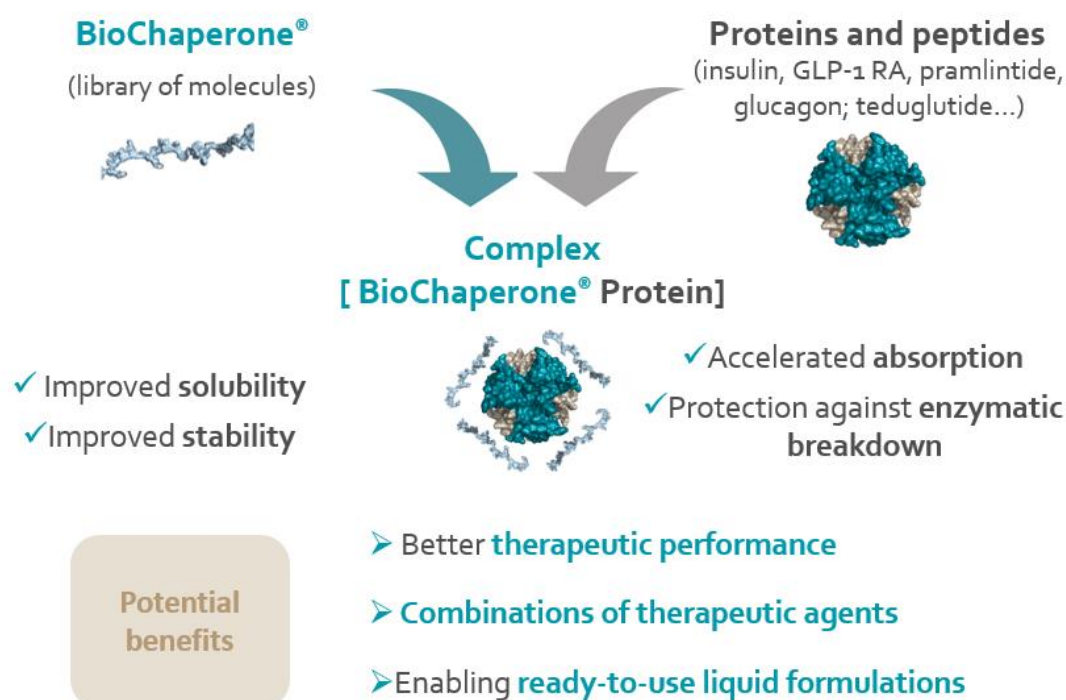 BioChaperone®
(library of molecules)
Proteins and peptides
(insulin, GLP-1 RA, pramlintide,
glucagon; teduglutide...)
Complex
[ BioChaperone® Protein]
✓ Improved solubility
✓Improved stability
✓Accelerated absorption
✓Protection against enzymatic
breakdown
Potential
benefits
➢ Better therapeutic performance
➢ Combinations of therapeutic agents
➢Enabling ready-to-use liquid formulations